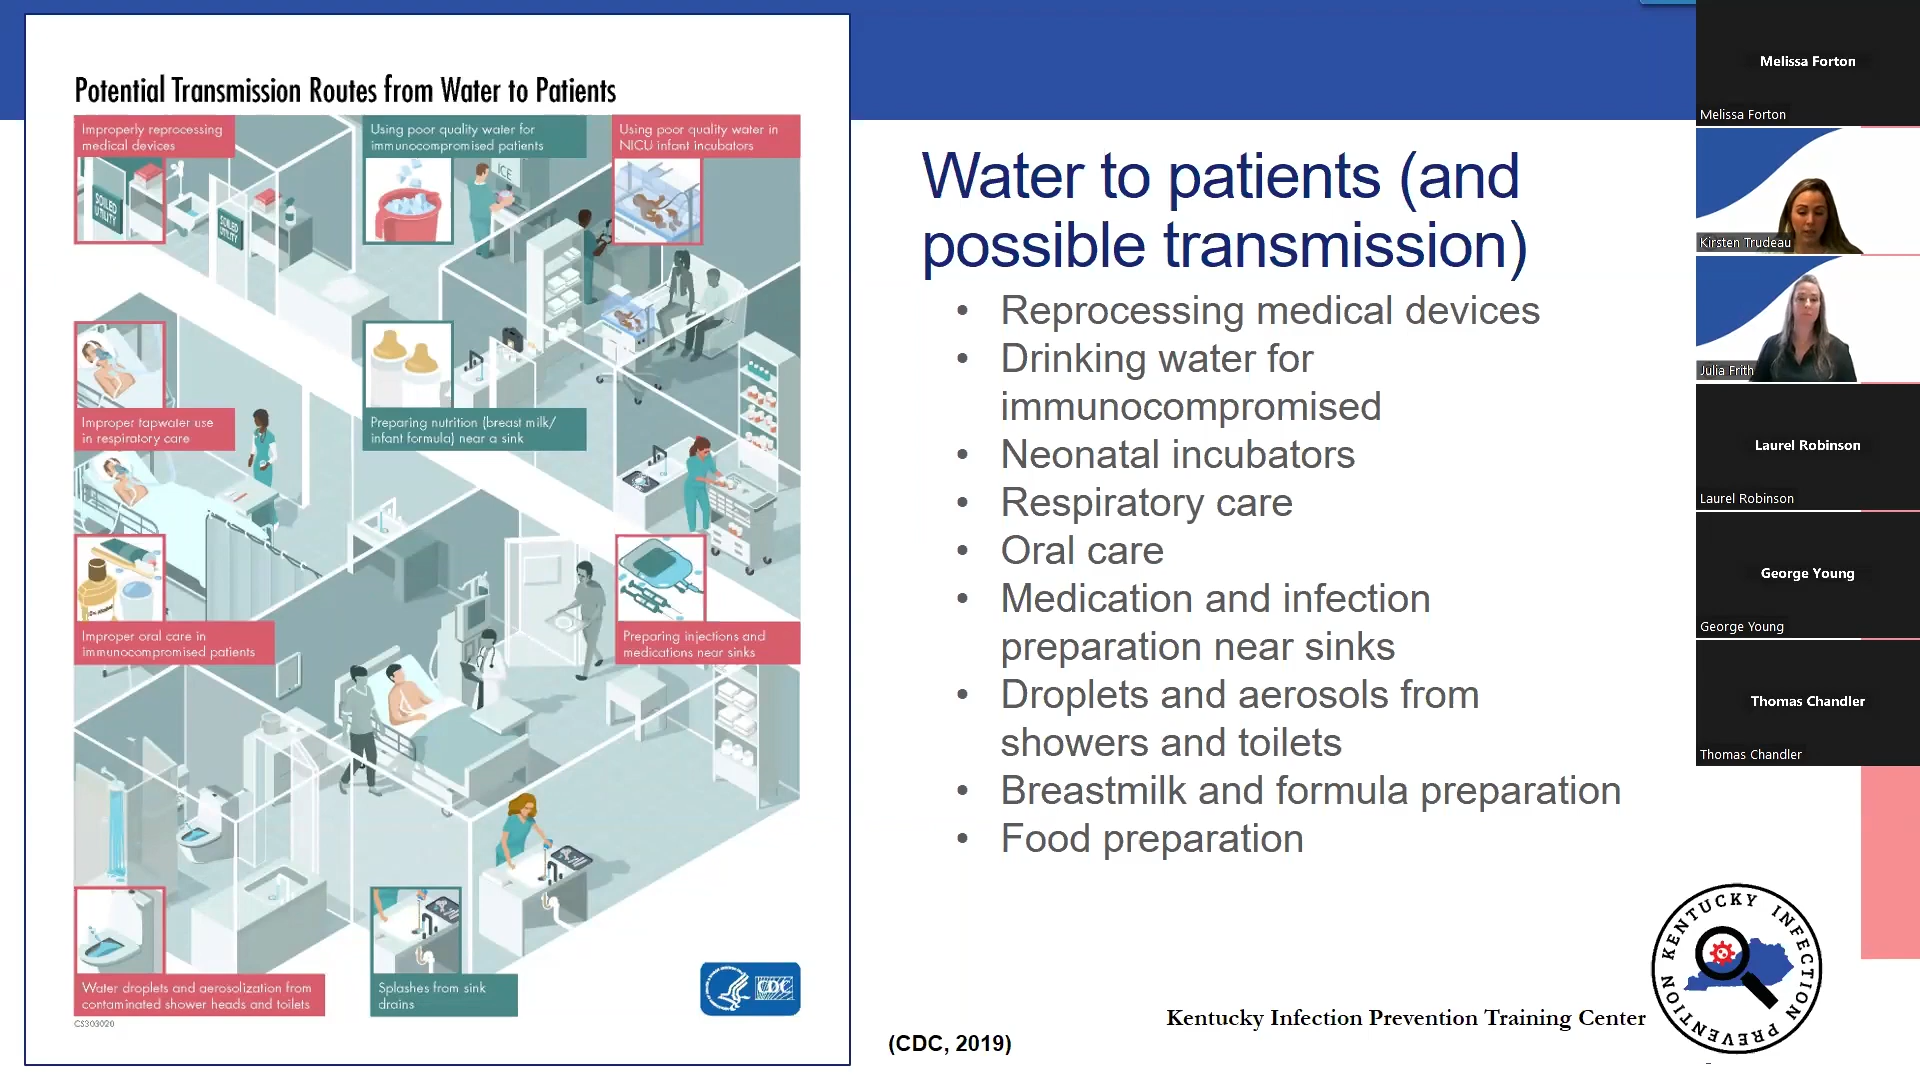 Potential Transmission Routes from Water to Patients
Improperly reprocessing
medical devices
Using poor quality water for
immunocompromised patients
Using poor quality water in
NICU infant incubators
SOILED
UTILITY
SOILED
UTILITY
ICE
Improper tapwater use
in respiratory care
Preparing nutrition (breast milk/
infant formula) near a sink
Improper oral care in
immunocompromised patients
Preparing injections and
medications near sinks
Water droplets and aerosolization from
contaminated shower heads and toilets
Splashes from sink
drains
CS303020
CDC
Water to patients (and
possible transmission)
• Reprocessing medical devices
• Drinking water for
immunocompromised
• Neonatal incubators
• Respiratory care
• Oral care
• Medication and infection
preparation near sinks
• Droplets and aerosols from
showers and toilets
• Breastmilk and formula preparation
• Food preparation
(CDC, 2019)
Kentucky Infection Prevention Training Center
KENTUCKY INFECTION PREVENTION
Melissa Forton
Melissa Forton
Kirsten Trudeau
Julia Frith
Laurel Robinson
Laurel Robinson
George Young
George Young
Thomas Chandler
Thomas Chandler